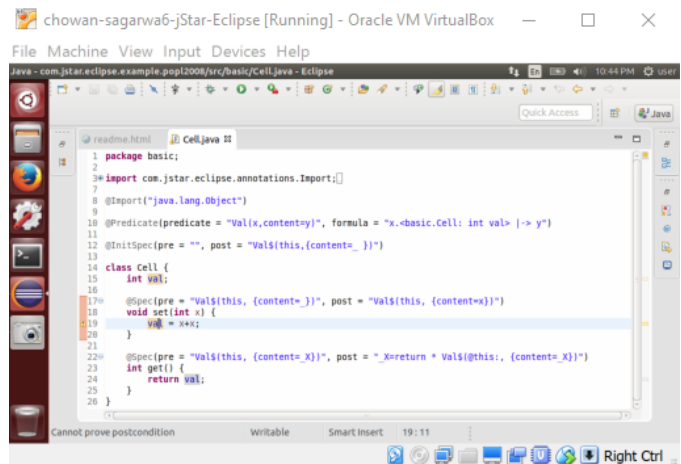 chowan-sagarwa6-jStar-Eclipse [Running] - Oracle VM VirtualBox
File Machine View Input Devices Help
Java - com.jstar.eclipse.example.popl2008/src/basic/Cell.java - Eclipse En 10:44 PM user
Quick Access Java
readme.html Cell.java
1 package basic;
2
3 import com.jstar.eclipse.annotations.Import;
7
8 @Import("java.lang.Object")
9
10 @Predicate(predicate = "Val(x,content=y)", formula = "x.<basic.Cell: int val> |-> y")
11
12 @InitSpec(pre = "", post = "Val$(this,{content=_ })")
13
14 class Cell {
15 int val;
16
17 @Spec(pre = "Val$(this, {content=_})", post = "Val$(this, {content=x})")
18 void set(int x) {
19 val = x+x;
20 }
21
22 @Spec(pre = "Val$(this, {content=_X})", post = "_X=return * Val$(@this:, {content=_X})")
23 int get() {
24 return val;
25 }
26 }
Cannot prove postcondition Writable Smart Insert 19:11
Right Ctrl